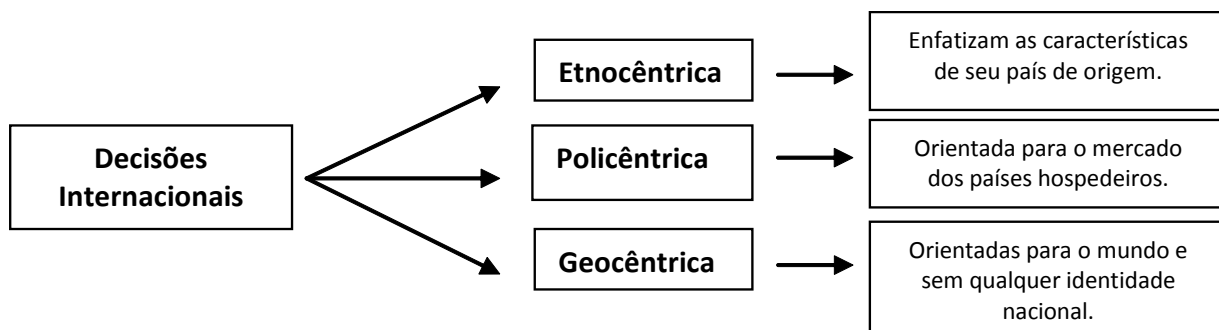 Decisões
Internacionais
Etnocêntrica
Enfatizam as características
de seu país de origem.
Policêntrica
Orientada para o mercado
dos países hospedeiros.
Geocêntrica
Orientadas para o mundo e
sem qualquer identidade
nacional.